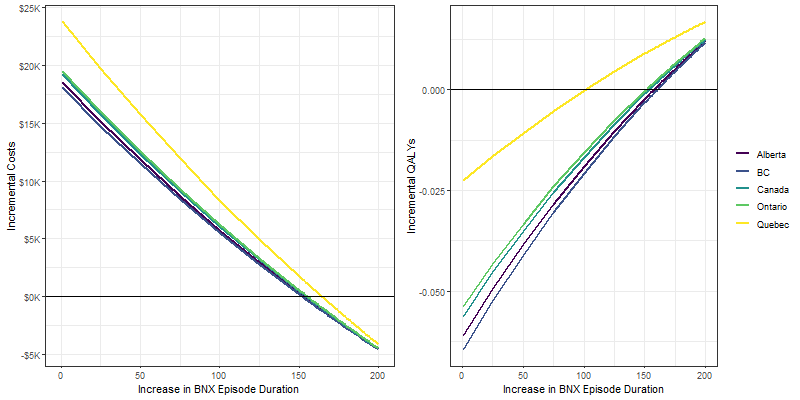 Incremental Costs
$25K
$20K
$15K
$10K
$5K
$0K
-$5K
0 50 100 150 200
Increase in BNX Episode Duration
Incremental QALYs
0.000
-0.025
-0.050
0 50 100 150 200
Increase in BNX Episode Duration
Alberta
BC
Canada
Ontario
Quebec